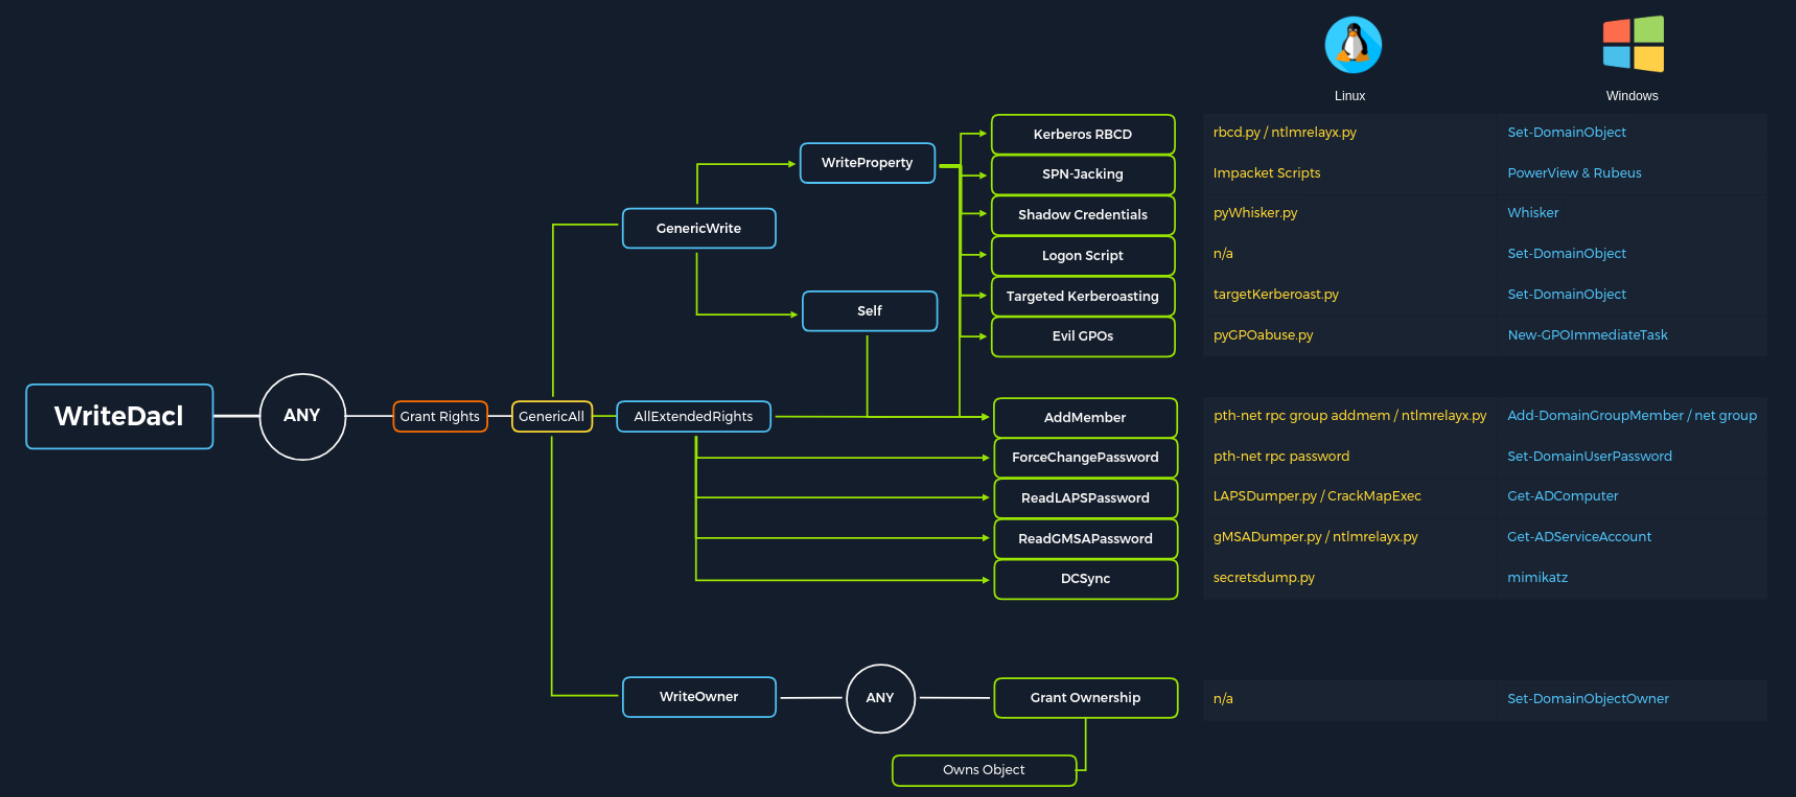 Linux
Windows
Kerberos RBCD
rbcd.py / ntlmrelayx.py
Set-DomainObject
WriteProperty
SPN-Jacking
Impacket Scripts
PowerView & Rubeus
Shadow Credentials
pyWhisker.py
Whisker
GenericWrite
Logon Script
n/a
Set-DomainObject
Targeted Kerberoasting
targetKerberoast.py
Set-DomainObject
Self
Evil GPOs
pyGPOabuse.py
New-GPOImmediateTask
WriteDacl
ANY
Grant Rights
GenericAll
AllExtendedRights
AddMember
pth-net rpc group addmem / ntlmrelayx.py
Add-DomainGroupMember / net group
ForceChangePassword
pth-net rpc password
Set-DomainUserPassword
ReadLAPSPassword
LAPSDumper.py / CrackMapExec
Get-ADComputer
ReadGMSAPassword
gMSADumper.py / ntlmrelayx.py
Get-ADServiceAccount
DCSync
secretsdump.py
mimikatz
WriteOwner
ANY
Grant Ownership
n/a
Set-DomainObjectOwner
Owns Object